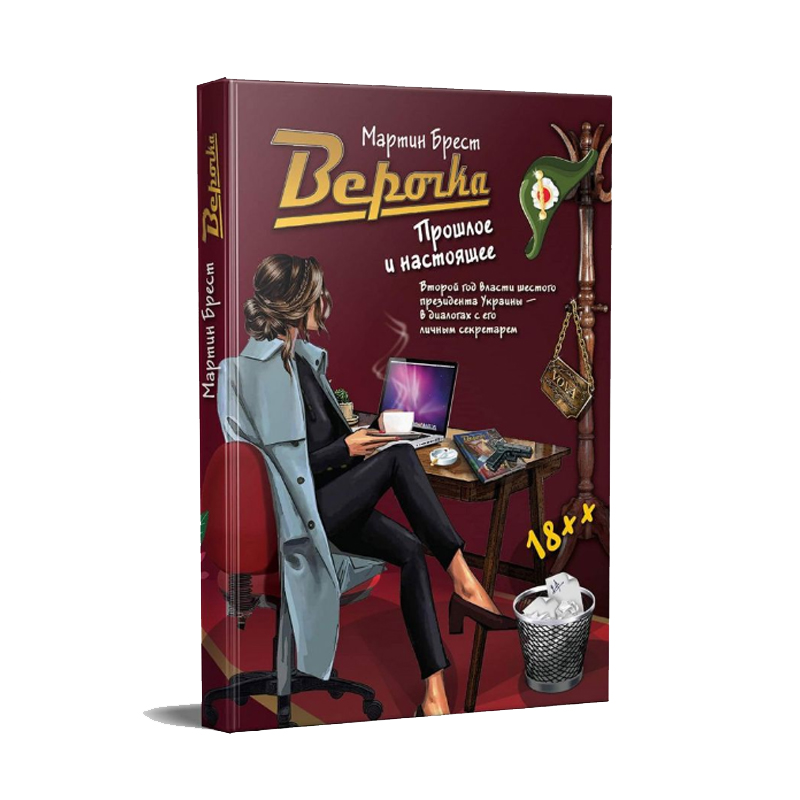 Мартин Брест
Верочка
Прошлое
и настоящее
Второй год власти шестого
президента Украины —
в диалогах с его
личным секретарем
VOVA
18××
Мартин Брест Верочка